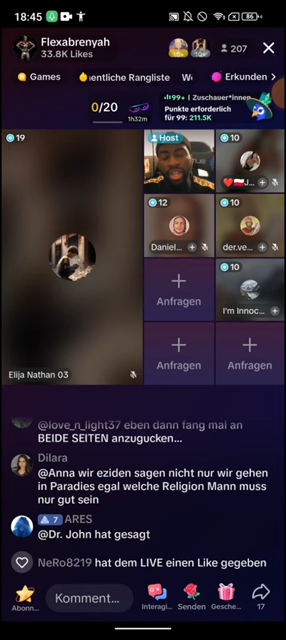 18:45
Flexabrenyah
33.8K Likes
207
Games
entliche Rangliste
Erkunden
0/20
1h32m
99+ | Zuschauer*innen
Punkte erforderlich
für 99: 211.5K
19
Host
10
J...
12
Daniel...
10
der.ve...
Anfragen
10
I'm Innoc...
Anfragen
Anfragen
Elija Nathan 03
@love_n_light37 eben dann fang mal an
BEIDE SEITEN anzugucken...
Dilara
@Anna wir eziden sagen nicht nur wir gehen
in Paradies egal welche Religion Mann muss
nur gut sein
7 ARES
@Dr. John hat gesagt
NeRo8219 hat dem LIVE einen Like gegeben
Abonn...
Komment...
Interagi...
Senden
Gesche...
17